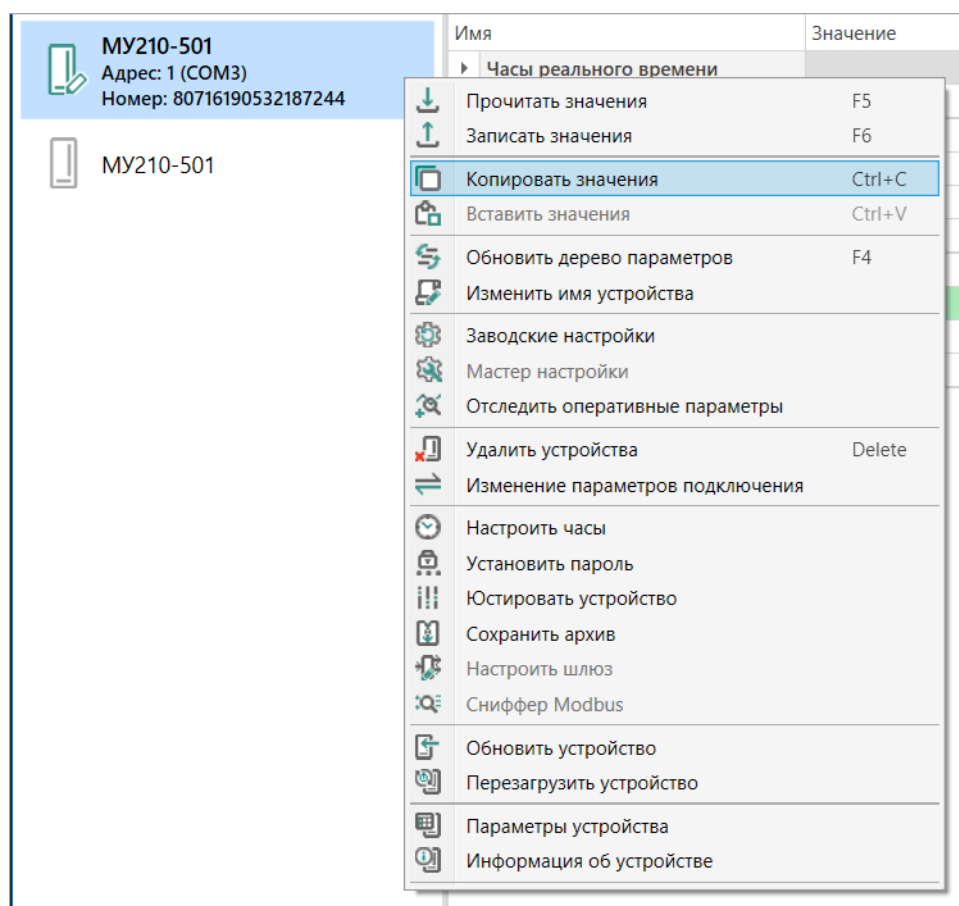 МУ210-501
Адрес: 1 (COM3)
Номер: 80716190532187244
МУ210-501
Имя Значение
Часы реального времени
Прочитать значения F5
Записать значения F6
Копировать значения Ctrl+C
Вставить значения Ctrl+V
Обновить дерево параметров F4
Изменить имя устройства
Заводские настройки
Мастер настройки
Отследить оперативные параметры
Удалить устройства Delete
Изменение параметров подключения
Настроить часы
Установить пароль
Юстировать устройство
Сохранить архив
Настроить шлюз
Сниффер Modbus
Обновить устройство
Перезагрузить устройство
Параметры устройства
Информация об устройстве